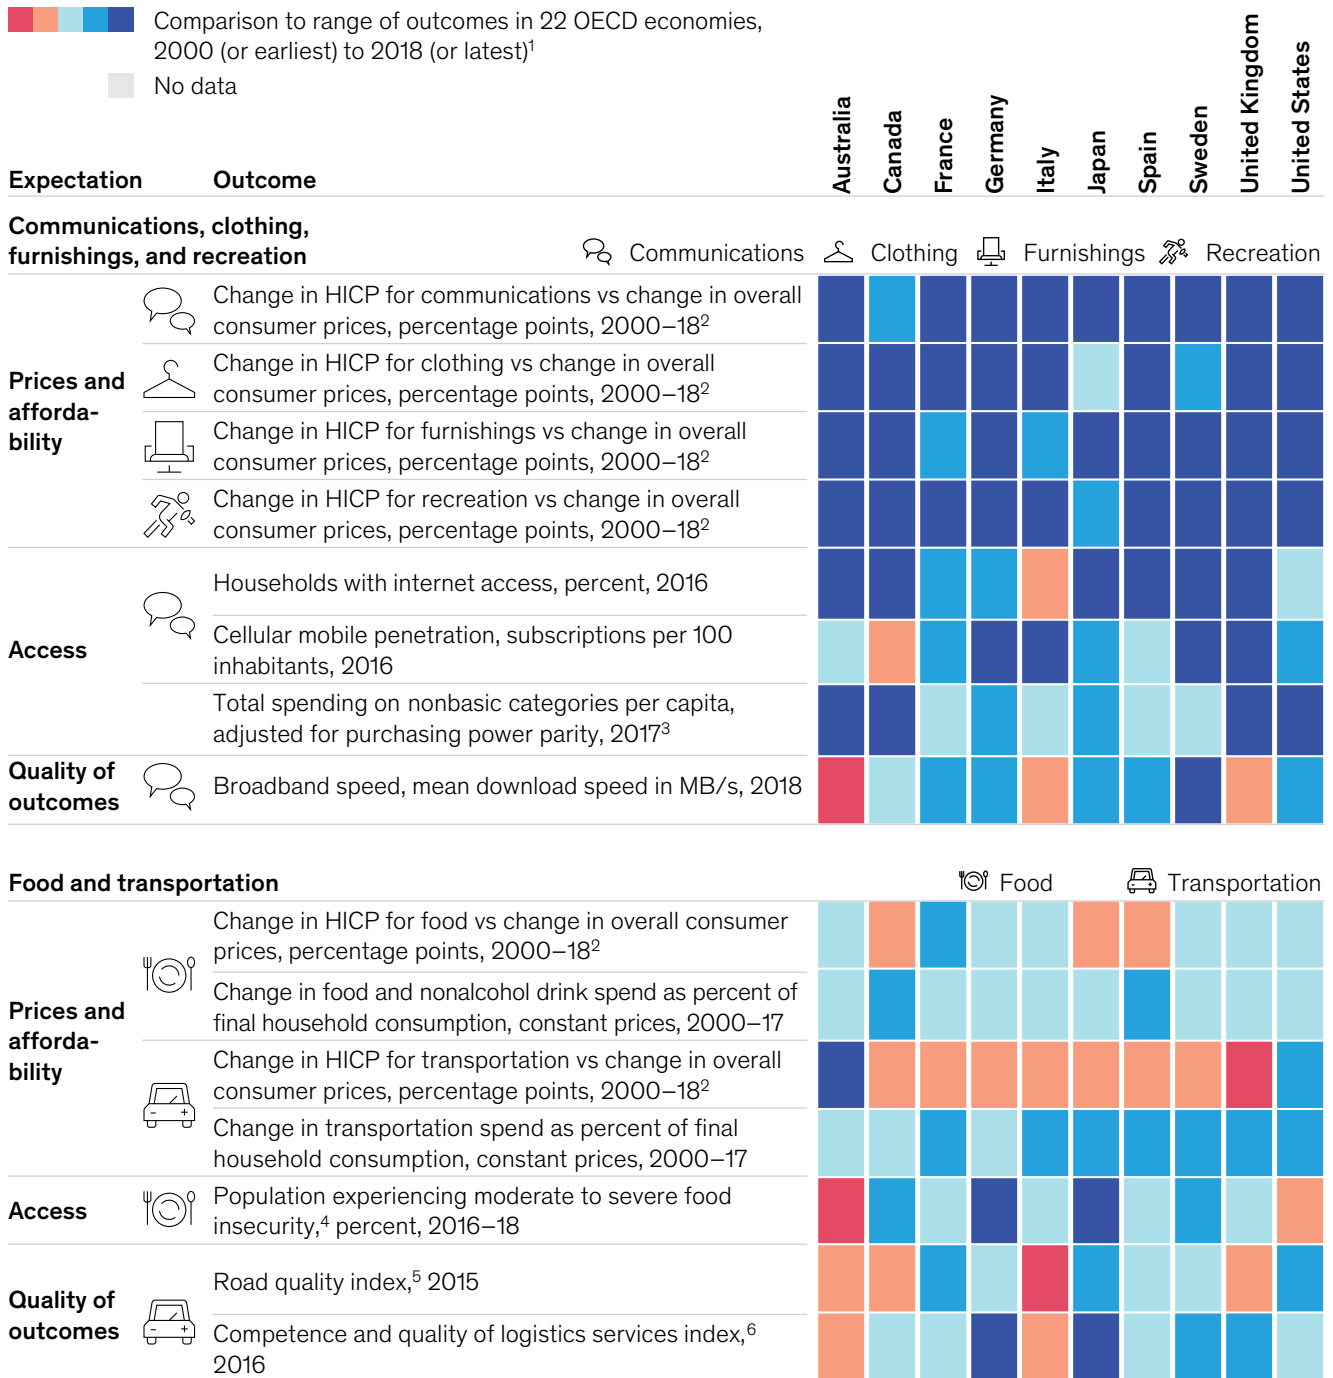 Comparison to range of outcomes in 22 OECD economies,
2000 (or earliest) to 2018 (or latest)¹
No data
Expectation Outcome
Australia
Canada
France
Germany
Italy
Japan
Spain
Sweden
United Kingdom
United States
Communications, clothing,
furnishings, and recreation
Communications Clothing Furnishings Recreation
Prices and
afforda-
bility
Change in HICP for communications vs change in overall
consumer prices, percentage points, 2000–18²
Change in HICP for clothing vs change in overall
consumer prices, percentage points, 2000–18²
Change in HICP for furnishings vs change in overall
consumer prices, percentage points, 2000–18²
Change in HICP for recreation vs change in overall
consumer prices, percentage points, 2000–18²
Access
Households with internet access, percent, 2016
Cellular mobile penetration, subscriptions per 100
inhabitants, 2016
Total spending on nonbasic categories per capita,
adjusted for purchasing power parity, 2017³
Quality of
outcomes
Broadband speed, mean download speed in MB/s, 2018
Food and transportation
Food Transportation
Prices and
afforda-
bility
Change in HICP for food vs change in overall consumer
prices, percentage points, 2000–18²
Change in food and nonalcohol drink spend as percent of
final household consumption, constant prices, 2000–17
Change in HICP for transportation vs change in overall
consumer prices, percentage points, 2000–18²
Change in transportation spend as percent of final
household consumption, constant prices, 2000–17
Access
Population experiencing moderate to severe food
insecurity,⁴ percent, 2016–18
Quality of
outcomes
Road quality index,⁵ 2015
Competence and quality of logistics services index,⁶
2016